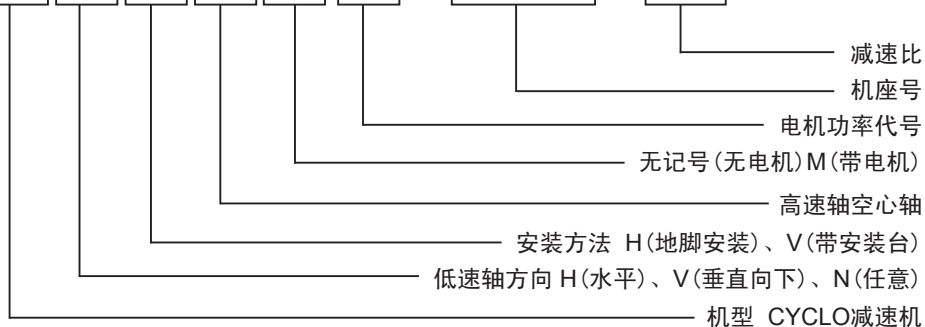 减速比
机座号
电机功率代号
无记号(无电机)M(带电机)
高速轴空心轴
安装方法 H(地脚安装)、V(带安装台)
低速轴方向H(水平)、V(垂直向下)、N(任意)
机型 CYCLO减速机